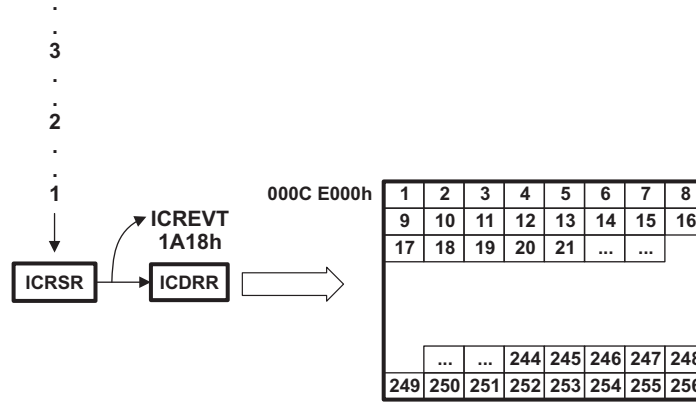 .
.
3
.
.
2
.
.
1
ICREVT
1A18h
ICRSR
ICDRR
000C E000h
1 2 3 4 5 6 7 8
9 10 11 12 13 14 15 16
17 18 19 20 21 ... ...
... ... 244 245 246 247 248
249 250 251 252 253 254 255 256